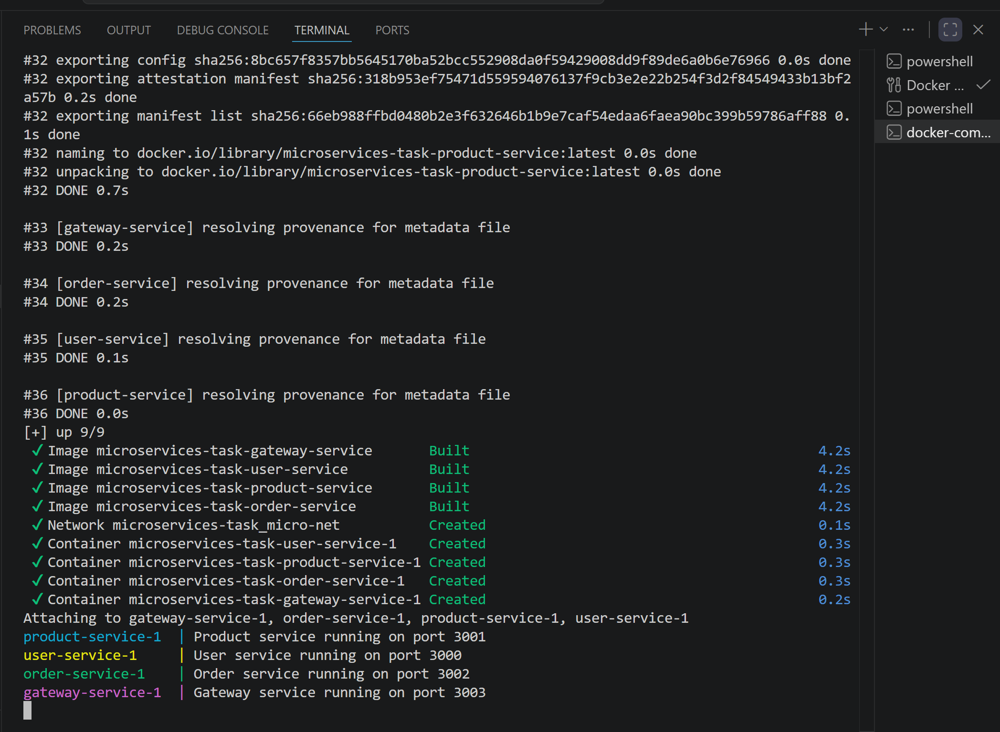 PROBLEMS OUTPUT DEBUG CONSOLE TERMINAL PORTS
#32 exporting config sha256:8bc657f8357bb5645170ba52bcc552908da0f59429008dd9f89de6a0b6e76966 0.0s done
#32 exporting attestation manifest sha256:318b953ef75471d559594076137f9cb3e2e22b254f3d2f84549433b13bf2
a57b 0.2s done
#32 exporting manifest list sha256:66eb988ffbd0480b2e3f632646b1b9e7caf54edaa6faea90bc399b59786aff88 0.
1s done
#32 naming to docker.io/library/microservices-task-product-service:latest 0.0s done
#32 unpacking to docker.io/library/microservices-task-product-service:latest 0.0s done
#32 DONE 0.7s
#33 [gateway-service] resolving provenance for metadata file
#33 DONE 0.2s
#34 [order-service] resolving provenance for metadata file
#34 DONE 0.2s
#35 [user-service] resolving provenance for metadata file
#35 DONE 0.1s
#36 [product-service] resolving provenance for metadata file
#36 DONE 0.0s
[+] up 9/9
✓ Image microservices-task-gateway-service Built 4.2s
✓ Image microservices-task-user-service Built 4.2s
✓ Image microservices-task-product-service Built 4.2s
✓ Image microservices-task-order-service Built 4.2s
✓ Network microservices-task_micro-net Created 0.1s
✓ Container microservices-task-user-service-1 Created 0.3s
✓ Container microservices-task-product-service-1 Created 0.3s
✓ Container microservices-task-order-service-1 Created 0.3s
✓ Container microservices-task-gateway-service-1 Created 0.2s
Attaching to gateway-service-1, order-service-1, product-service-1, user-service-1
product-service-1 | Product service running on port 3001
user-service-1 | User service running on port 3000
order-service-1 | Order service running on port 3002
gateway-service-1 | Gateway service running on port 3003
powershell
Docker ...
powershell
docker-com...